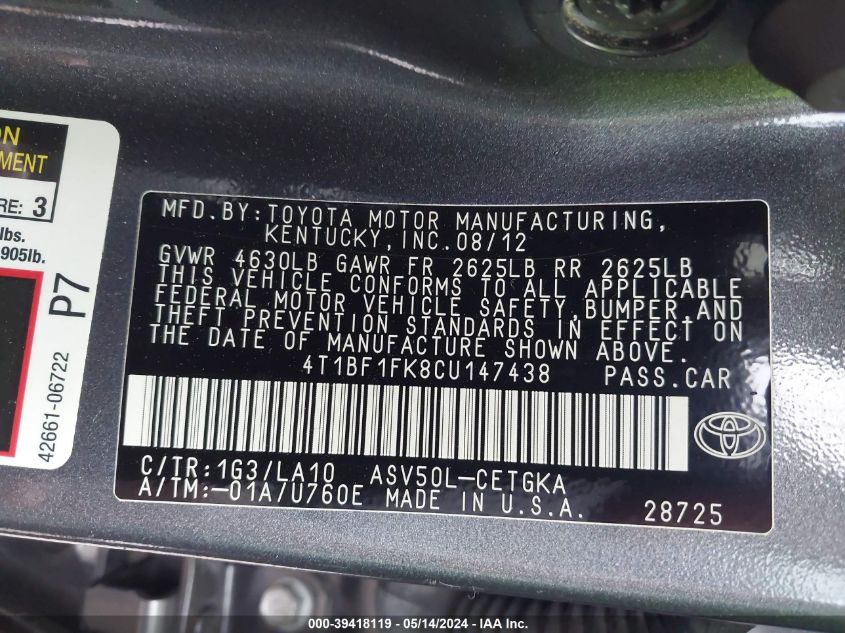 ON
MENT
RE: 3
lbs.
905lb.
P7
42661-06722
MFD.BY:TOYOTA MOTOR MANUFACTURING,
KENTUCKY, INC.08/12
GVWR 4630LB GAWR FR 2625LB RR 2625LB
THIS VEHICLE CONFORMS TO ALL APPLICABLE
FEDERAL MOTOR VEHICLE SAFETY,BUMPER,AND
THEFT PREVENTION STANDARDS IN EFFECT ON
THE DATE OF MANUFACTURE SHOWN ABOVE.
4T1BF1FK8CU147438 PASS.CAR
C/TR:1G3/LA10 ASV50L-CETGKA
A/TM:-01A/U760E MADE IN U.S.A. 28725
000-39418119 - 05/14/2024 - IAA Inc.